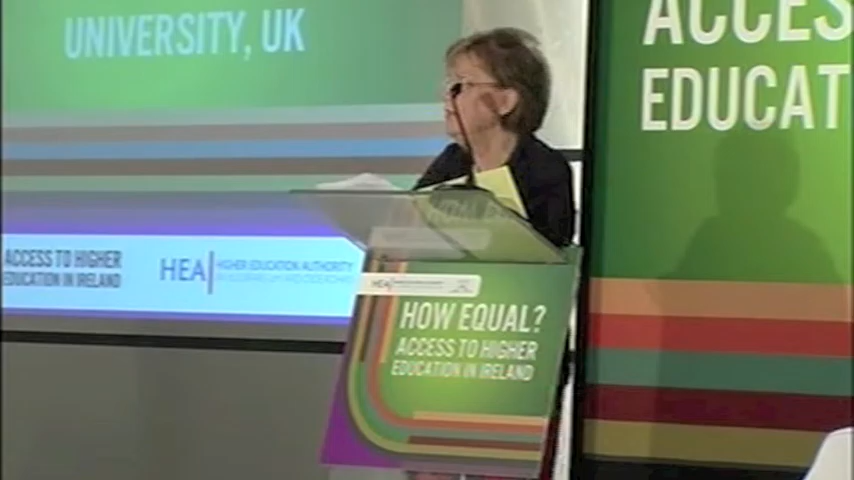 UNIVERSITY, UK
ACCESS TO HIGHER
EDUCATION IN IRELAND
HEA
HIGHER EDUCATION AUTHORITY
ACCES
EDUCAT
HEA
HOW EQUAL?
ACCESS TO HIGHER
EDUCATION IN IRELAND